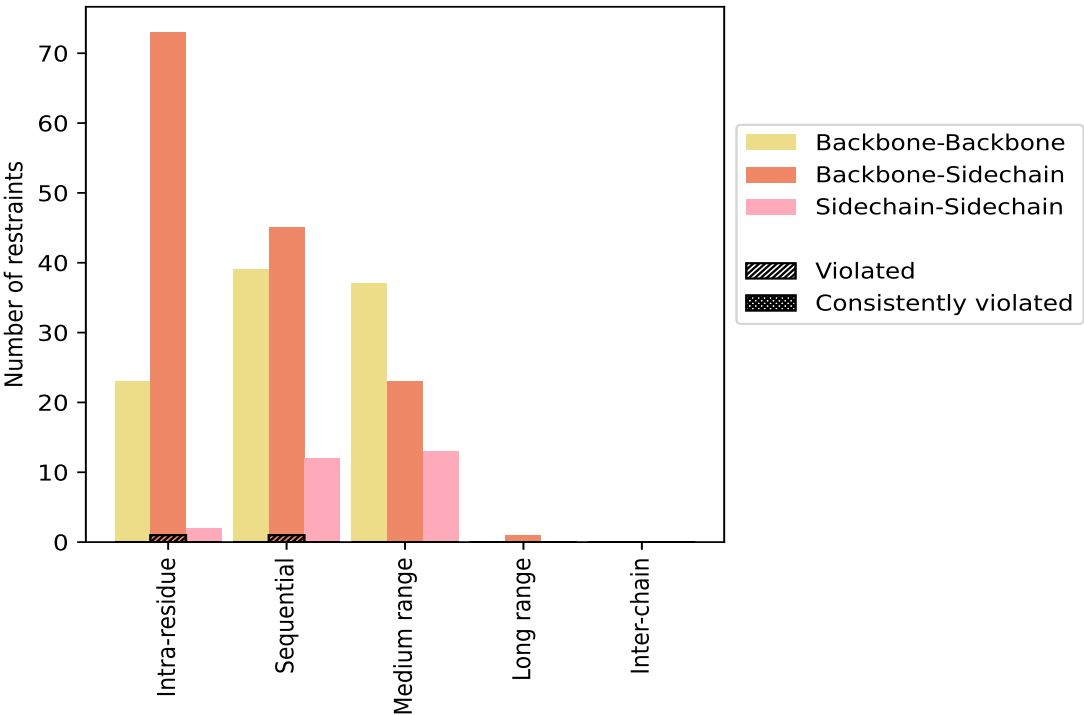 Number of restraints
70
60
50
40
30
20
10
0
Intra-residue
Sequential
Medium range
Long range
Inter-chain
Backbone-Backbone
Backbone-Sidechain
Sidechain-Sidechain
Violated
Consistently violated